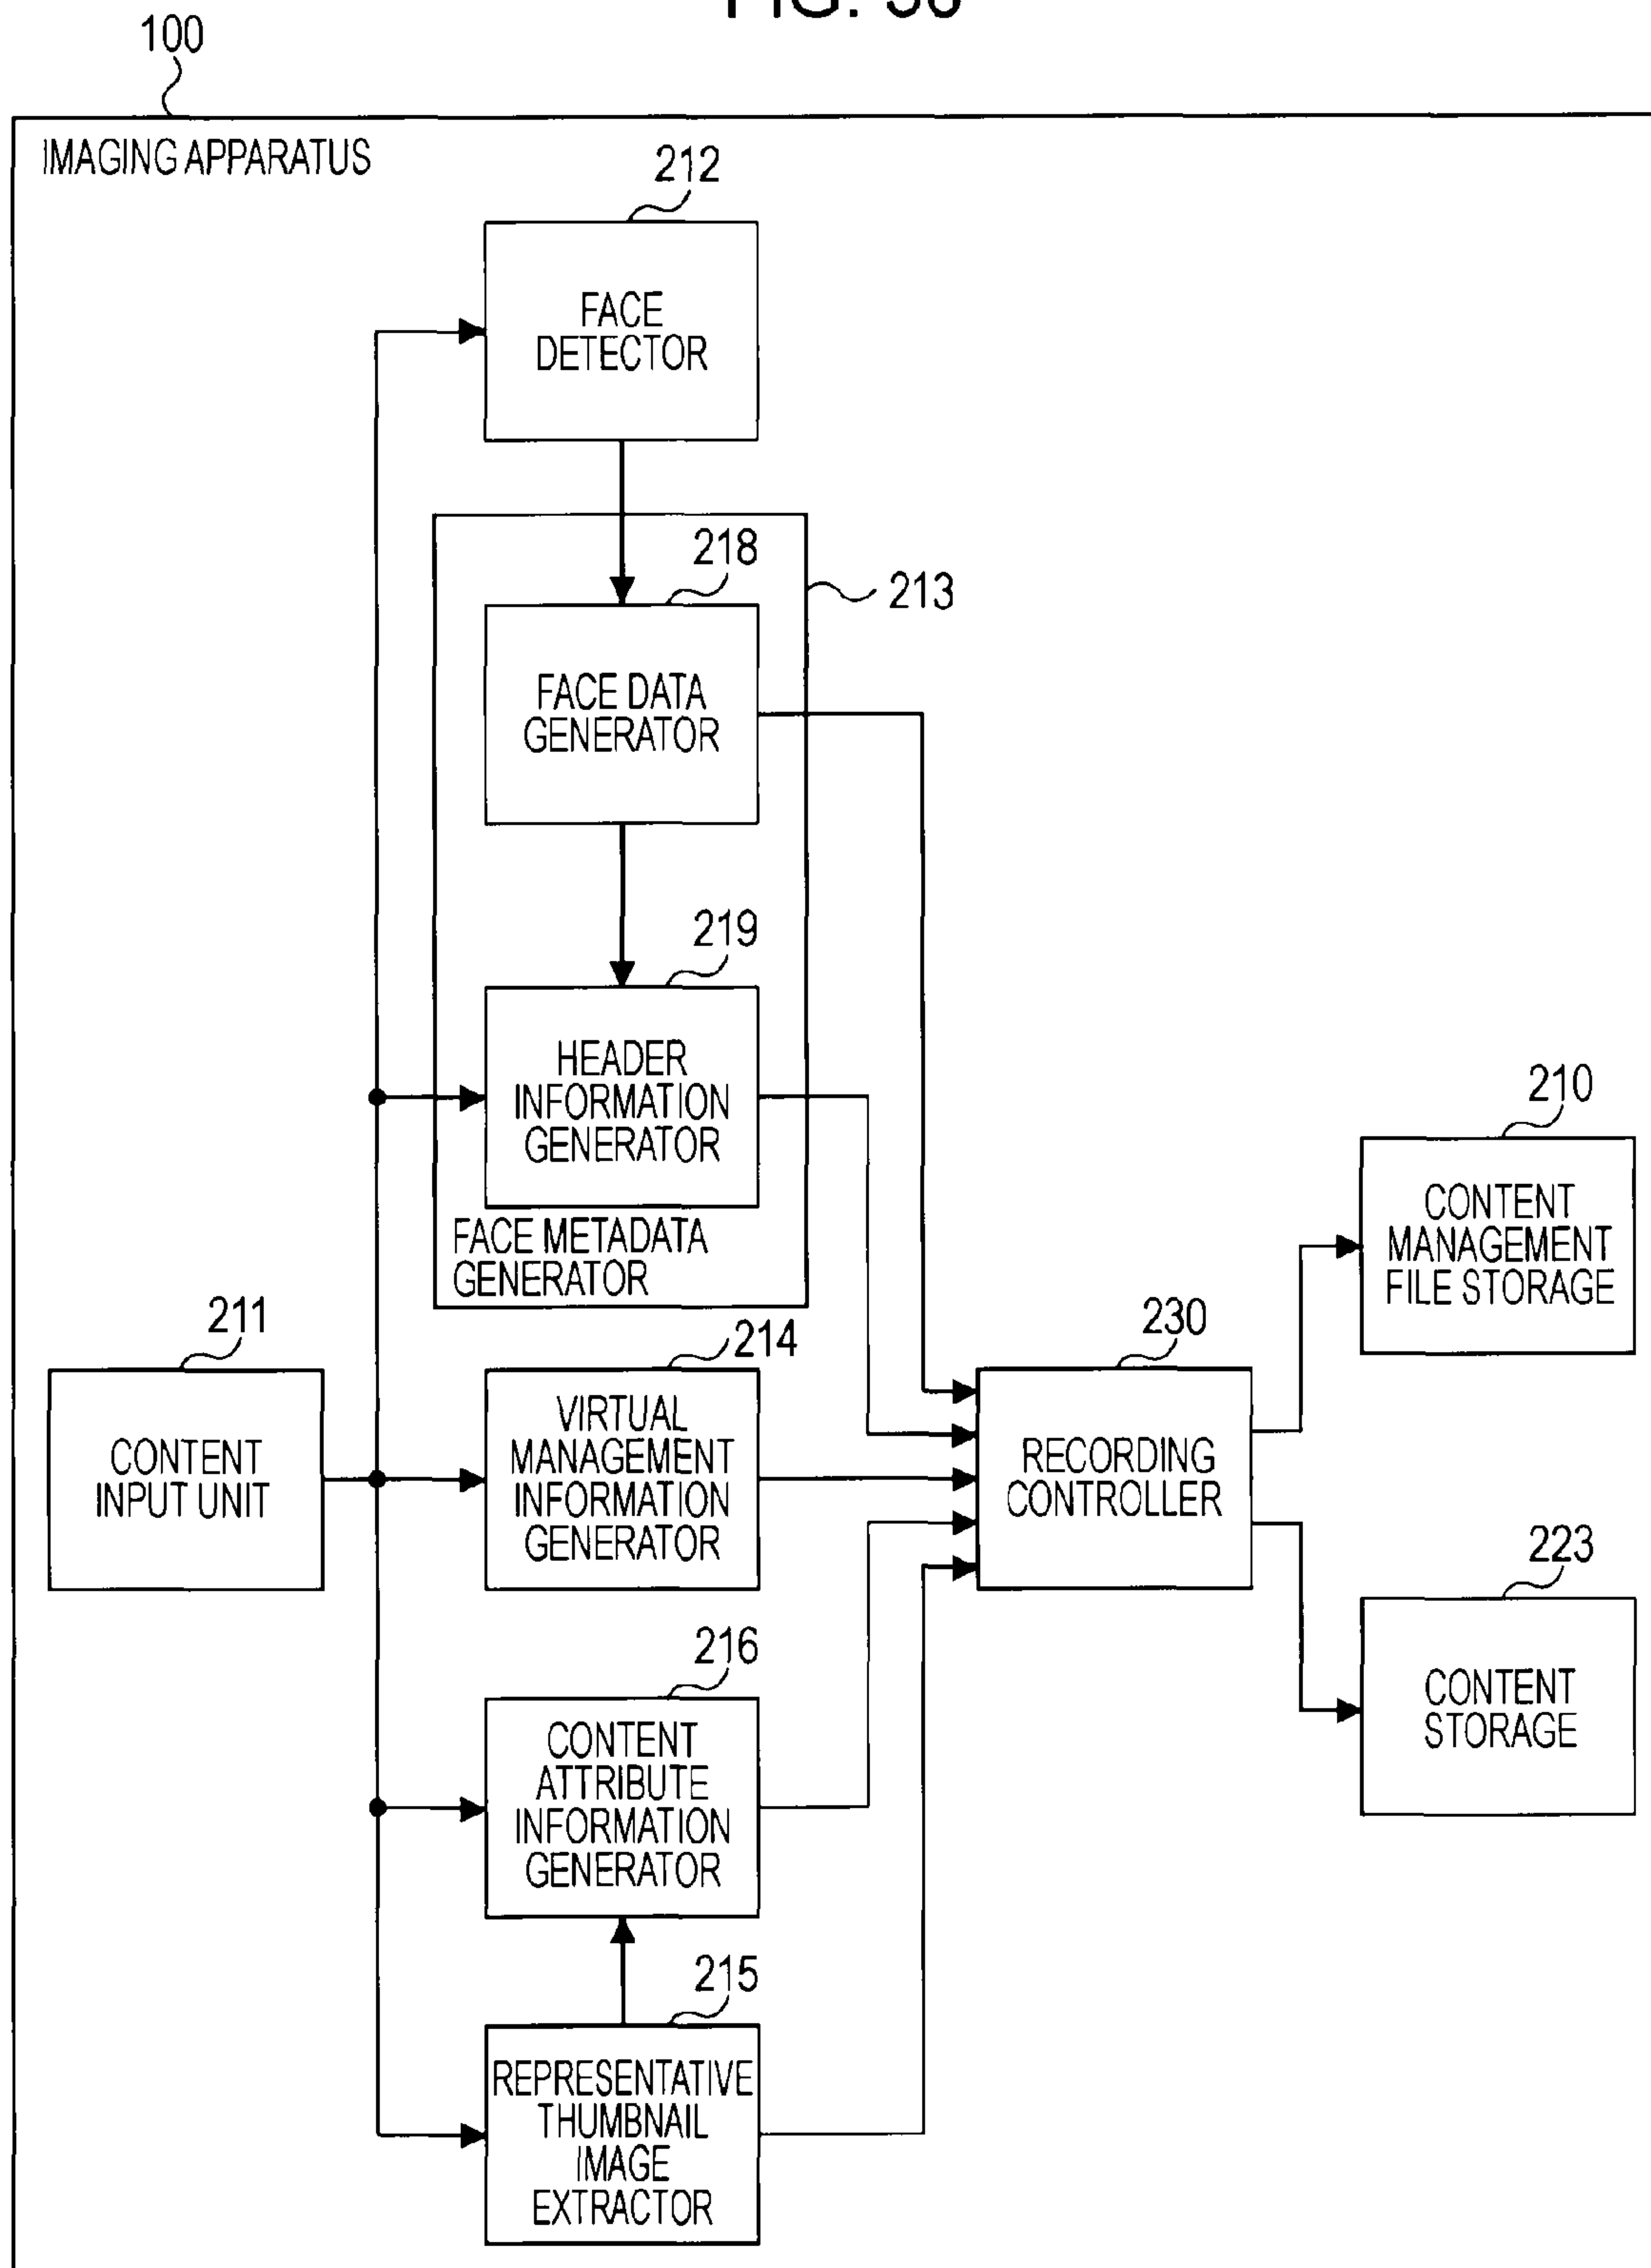 100
IMAGING APPARATUS
212
FACE
DETECTOR
218
213
FACE DATA
GENERATOR
219
HEADER
INFORMATION
GENERATOR
FACE METADATA
GENERATOR
210
CONTENT
MANAGEMENT
FILE STORAGE
211
CONTENT
INPUT UNIT
214
VIRTUAL
MANAGEMENT
INFORMATION
GENERATOR
230
RECORDING
CONTROLLER
223
CONTENT
STORAGE
216
CONTENT
ATTRIBUTE
INFORMATION
GENERATOR
215
REPRESENTATIVE
THUMBNAIL
IMAGE
EXTRACTOR